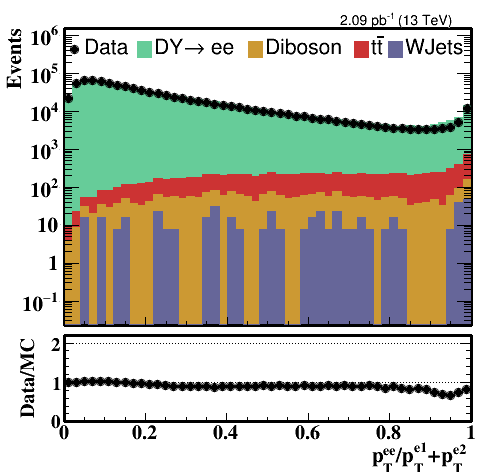 2.09 pb⁻¹ (13 TeV)
Events
10⁶
10⁵
10⁴
10³
10²
10
1
10⁻¹
Data DY→ ee Diboson tt̄ WJets
Data/MC
2
1
0
0 0.2 0.4 0.6 0.8 1
p_T^ee/p_T^e1+p_T^e2